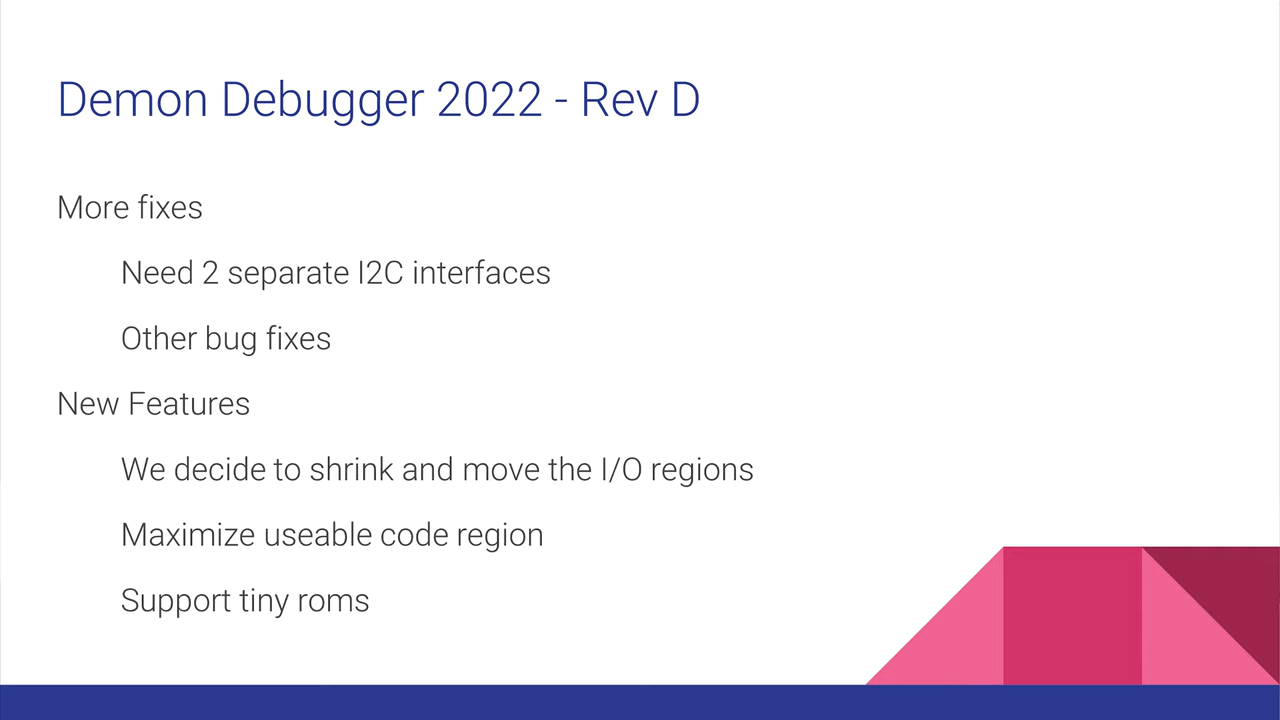 Demon Debugger 2022 - Rev D
More fixes
Need 2 separate I2C interfaces
Other bug fixes
New Features
We decide to shrink and move the I/O regions
Maximize useable code region
Support tiny roms